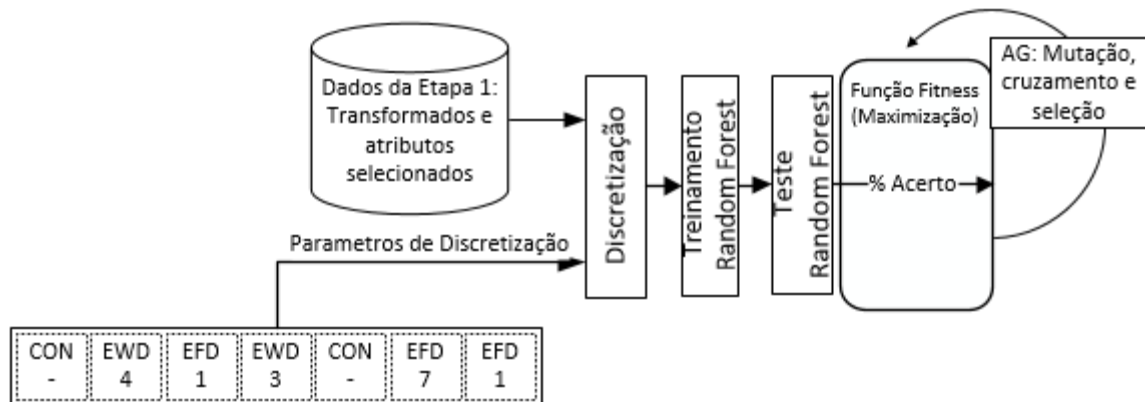 Dados da Etapa 1:
Transformados e
atributos
selecionados
Parametros de Discretização
Discretização
Treinamento
Random Forest
Teste
Random Forest
Função Fitness
(Maximização)
% Acerto
AG: Mutação,
cruzamento e
seleção
CON EWD EFD EWD CON EFD EFD
- 4 1 3 - 7 1